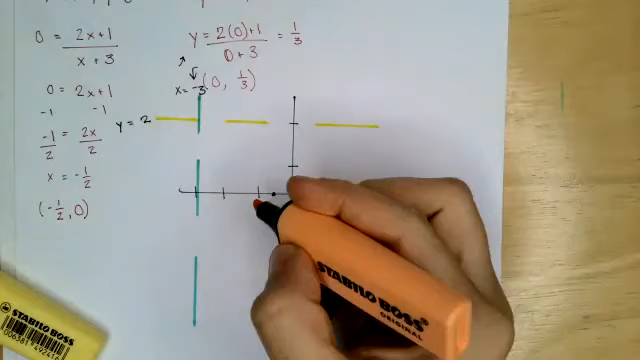 0 = 2x+1 / x + 3
0 = 2x+1
-1 -1
-1/2 = 2x/2
x = -1/2
(-1/2, 0)
y = 2(0)+1 / 0 + 3 = 1/3
(0, 1/3)
x = -3
y = 2
STABILO BOSS
ORIGINAL
STABILO BOSS